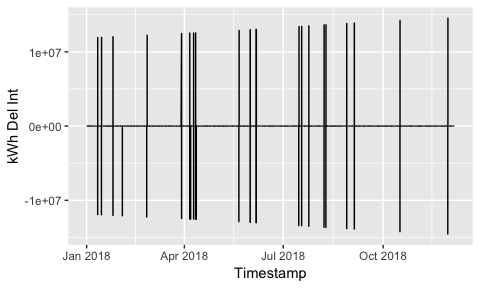 kWh Del Int
1e+07
0e+00
-1e+07
Jan 2018
Apr 2018
Jul 2018
Oct 2018
Timestamp